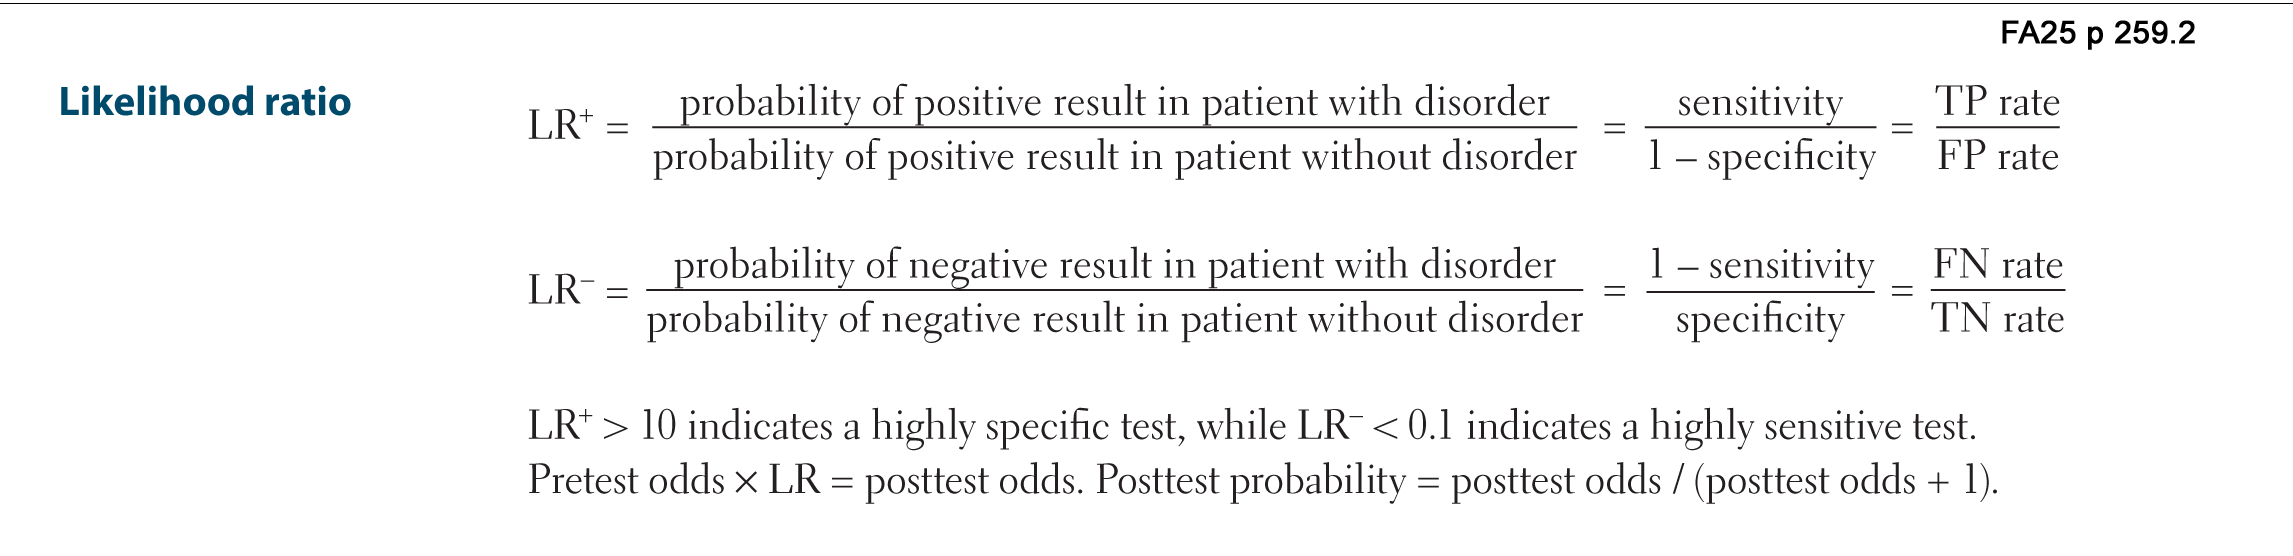 FA25 p 259.2
Likelihood ratio
LR⁺ = probability of positive result in patient with disorder / probability of positive result in patient without disorder = sensitivity / 1 – specificity = TP rate / FP rate
LR⁻ = probability of negative result in patient with disorder / probability of negative result in patient without disorder = 1 – sensitivity / specificity = FN rate / TN rate
LR⁺ > 10 indicates a highly specific test, while LR⁻ < 0.1 indicates a highly sensitive test.
Pretest odds × LR = posttest odds. Posttest probability = posttest odds / (posttest odds + 1).